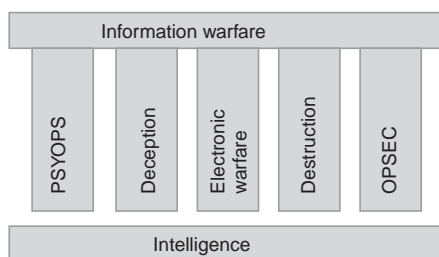 Information warfare
PSYOPS
Deception
Electronic
warfare
Destruction
OPSEC
Intelligence